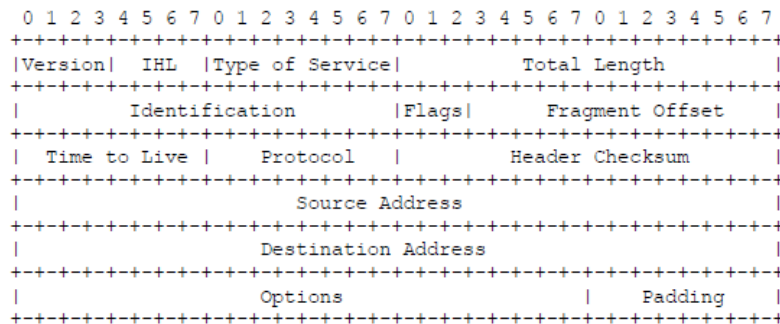 0 1 2 3 4 5 6 7 0 1 2 3 4 5 6 7 0 1 2 3 4 5 6 7 0 1 2 3 4 5 6 7
+-+-+-+-+-+-+-+-+-+-+-+-+-+-+-+-+-+-+-+-+-+-+-+-+-+-+-+-+-+-+-+-+
|Version|  IHL  |Type of Service|          Total Length         |
+-+-+-+-+-+-+-+-+-+-+-+-+-+-+-+-+-+-+-+-+-+-+-+-+-+-+-+-+-+-+-+-+
|         Identification        |Flags|      Fragment Offset    |
+-+-+-+-+-+-+-+-+-+-+-+-+-+-+-+-+-+-+-+-+-+-+-+-+-+-+-+-+-+-+-+-+
|  Time to Live |    Protocol   |         Header Checksum       |
+-+-+-+-+-+-+-+-+-+-+-+-+-+-+-+-+-+-+-+-+-+-+-+-+-+-+-+-+-+-+-+-+
|                       Source Address                          |
+-+-+-+-+-+-+-+-+-+-+-+-+-+-+-+-+-+-+-+-+-+-+-+-+-+-+-+-+-+-+-+-+
|                    Destination Address                        |
+-+-+-+-+-+-+-+-+-+-+-+-+-+-+-+-+-+-+-+-+-+-+-+-+-+-+-+-+-+-+-+-+
|                    Options                    |    Padding    |
+-+-+-+-+-+-+-+-+-+-+-+-+-+-+-+-+-+-+-+-+-+-+-+-+-+-+-+-+-+-+-+-+